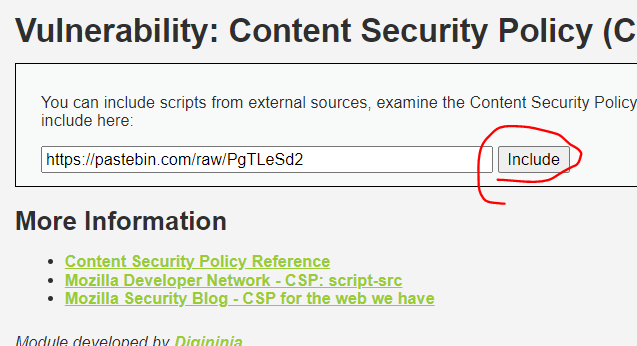 Vulnerability: Content Security Policy (C
You can include scripts from external sources, examine the Content Security Policy
include here:
https://pastebin.com/raw/PgTLeSd2 Include
More Information
Content Security Policy Reference
Mozilla Developer Network - CSP: script-src
Mozilla Security Blog - CSP for the web we have
Module developed by Digininja